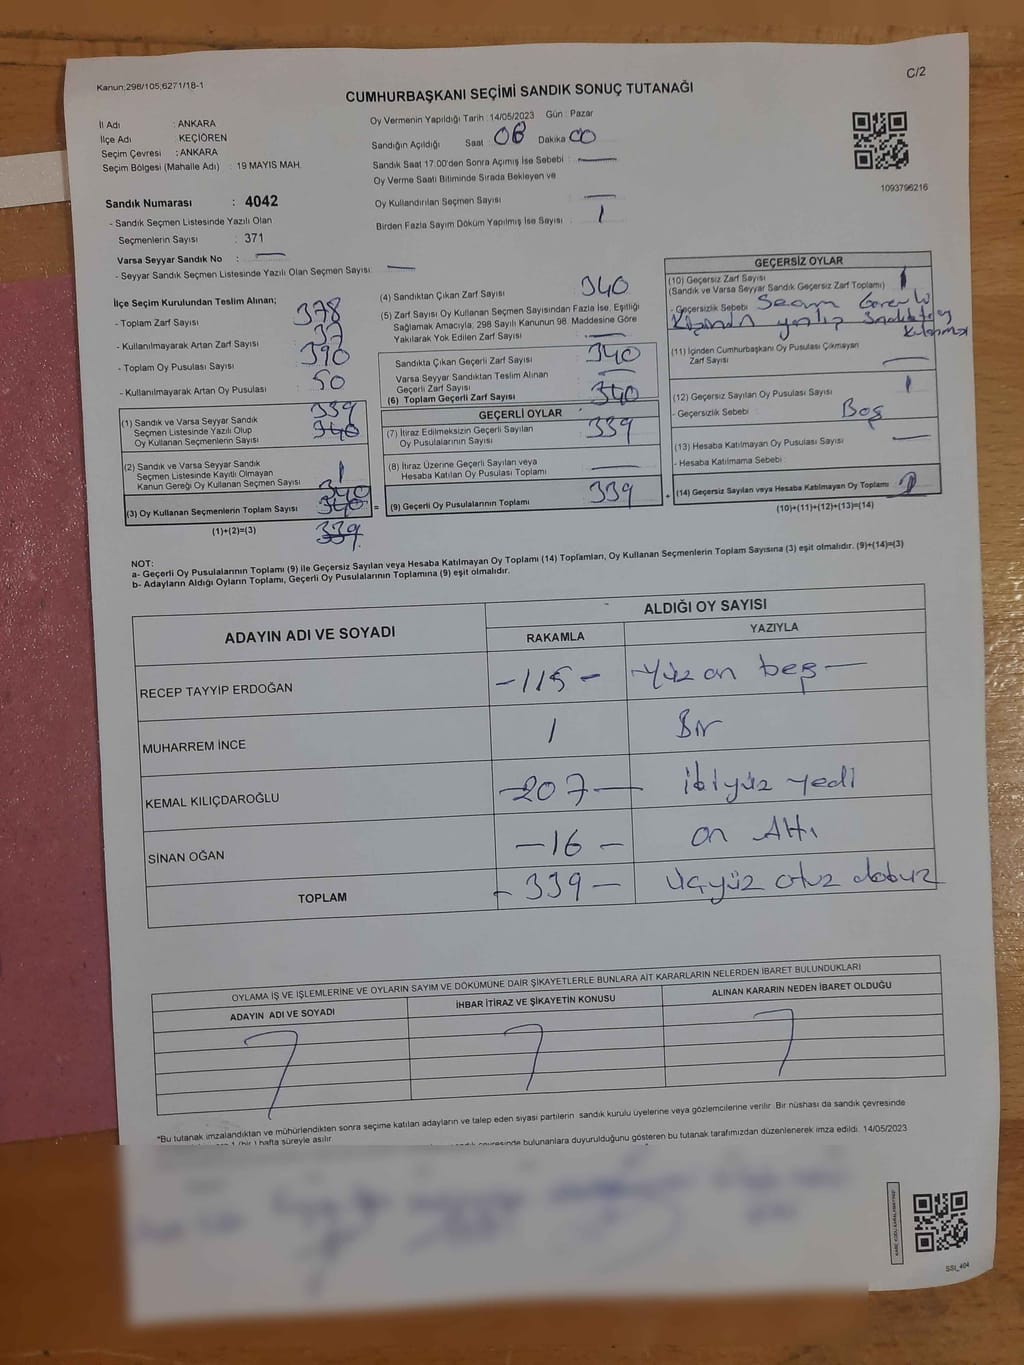 Kanun;298/105;6271/18-1
C/2
CUMHURBAŞKANI SEÇİMİ SANDIK SONUÇ TUTANAĞI
İl Adı : ANKARA
İlçe Adı : KEÇİÖREN
Seçim Çevresi : ANKARA
Seçim Bölgesi (Mahalle Adı) : 19 MAYIS MAH.
Sandık Numarası : 4042
- Sandık Seçmen Listesinde Yazılı Olan
Seçmenlerin Sayısı : 371
Varsa Seyyar Sandık No : —
- Seyyar Sandık Seçmen Listesinde Yazılı Olan Seçmen Sayısı: —
Oy Vermenin Yapıldığı Tarih : 14/05/2023 Gün : Pazar
Sandığın Açıldığı Saat : 08 Dakika : 00
Sandık Saat 17.00'den Sonra Açımış İse Sebebi : —
Oy Verme Saati Bitiminde Sırada Bekleyen ve
Oy Kullandırılan Seçmen Sayısı : —
Birden Fazla Sayım Döküm Yapılmış İse Sayısı : 1
1093796216
İlçe Seçim Kurulundan Teslim Alınan;
- Toplam Zarf Sayısı 378
- Kullanılmayarak Artan Zarf Sayısı 37
- Toplam Oy Pusulası Sayısı 390
- Kullanılmayarak Artan Oy Pusulası 50
339
(1) Sandık ve Varsa Seyyar Sandık
Seçmen Listesinde Yazılı Olup 340
Oy Kullanan Seçmenlerin Sayısı
(2) Sandık ve Varsa Seyyar Sandık
Seçmen Listesinde Kayıtlı Olmayan 1
Kanun Gereği Oy Kullanan Seçmen Sayısı
340
(3) Oy Kullanan Seçmenlerin Toplam Sayısı 340
(1)+(2)=(3) 339
(4) Sandıktan Çıkan Zarf Sayısı 340
(5) Zarf Sayısı Oy Kullanan Seçmen Sayısından Fazla İse, Eşitliği
Sağlamak Amacıyla; 298 Sayılı Kanunun 98. Maddesine Göre
Yakılarak Yok Edilen Zarf Sayısı —
Sandıkta Çıkan Geçerli Zarf Sayısı 340
Varsa Seyyar Sandıktan Teslim Alınan
Geçerli Zarf Sayısı —
(6) Toplam Geçerli Zarf Sayısı 340
GEÇERLİ OYLAR
(7) İtiraz Edilmeksizin Geçerli Sayılan
Oy Pusulalarının Sayısı 339
(8) İtiraz Üzerine Geçerli Sayılan veya
Hesaba Katılan Oy Pusulası Toplamı —
(9) Geçerli Oy Pusulalarının Toplamı 339
GEÇERSİZ OYLAR
(10) Geçersiz Zarf Sayısı
(Sandık ve Varsa Seyyar Sandık Geçersiz Zarf Toplamı) 1
- Geçersizlik Sebebi :
yanlış
(11) İçinden Cumhurbaşkanı Oy Pusulası Çıkmayan
Zarf Sayısı —
(12) Geçersiz Sayılan Oy Pusulası Sayısı 1
- Geçersizlik Sebebi : Boş
(13) Hesaba Katılmayan Oy Pusulası Sayısı —
- Hesaba Katılmama Sebebi :
(14) Geçersiz Sayılan veya Hesaba Katılmayan Oy Toplamı
(10)+(11)+(12)+(13)=(14)
NOT:
a- Geçerli Oy Pusulalarının Toplamı (9) ile Geçersiz Sayılan veya Hesaba Katılmayan Oy Toplamı (14) Toplamları, Oy Kullanan Seçmenlerin Toplam Sayısına (3) eşit olmalıdır. (9)+(14)=(3)
b- Adayların Aldığı Oyların Toplamı, Geçerli Oy Pusulalarının Toplamına (9) eşit olmalıdır.
ADAYIN ADI VE SOYADI
ALDIĞI OY SAYISI
RAKAMLA YAZIYLA
RECEP TAYYİP ERDOĞAN -115- Yüz on beş —
MUHARREM İNCE 1 Bir
KEMAL KILIÇDAROĞLU -207- ikiyüz yedi
SİNAN OĞAN -16- on Altı
TOPLAM -339- üçyüz otuz dokuz
OYLAMA İŞ VE İŞLEMLERİNE VE OYLARIN SAYIM VE DÖKÜMÜNE DAİR ŞİKAYETLERLE BUNLARA AİT KARARLARIN NELERDEN İBARET BULUNDUKLARI
ADAYIN ADI VE SOYADI İHBAR İTİRAZ VE ŞİKAYETİN KONUSU ALINAN KARARIN NEDEN İBARET OLDUĞU
*Bu tutanak imzalandıktan ve mühürlendikten sonra seçime katılan adayların ve talep eden siyasi partilerin sandık kurulu üyelerine veya gözlemcilerine verilir. Bir nüshası da sandık çevresinde
1 (bir) hafta süreyle asılır.
bulunanlara duyurulduğunu gösteren bu tutanak tarafımızdan düzenlenerek imza edildi. 14/05/2023
SSI_404